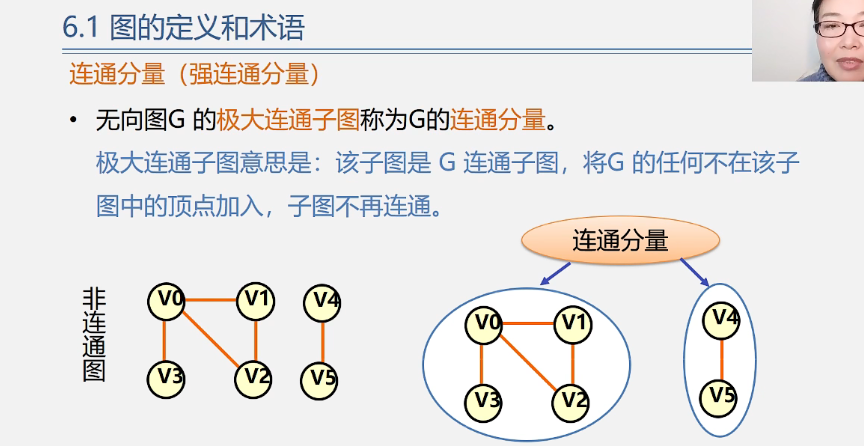 6.1 图的定义和术语
连通分量（强连通分量）
• 无向图G 的极大连通子图称为G的连通分量。
极大连通子图意思是：该子图是 G 连通子图，将G 的任何不在该子
图中的顶点加入，子图不再连通。
连通分量
非连通图
V0 V1 V4
V3 V2 V5
V0 V1 V4
V3 V2 V5